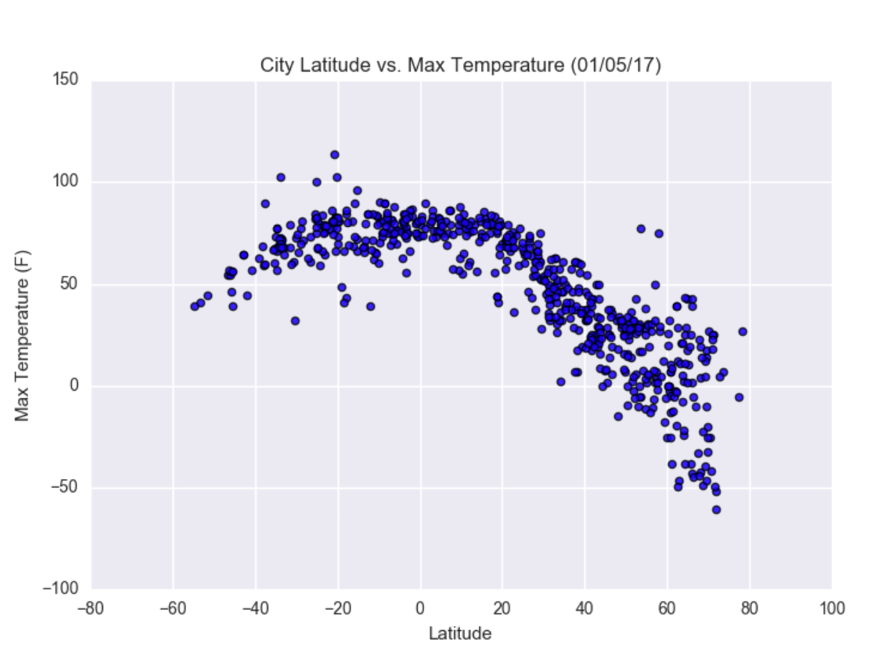 City Latitude vs. Max Temperature (01/05/17)
150
100
50
0
−50
−100
Max Temperature (F)
−80 −60 −40 −20 0 20 40 60 80 100
Latitude